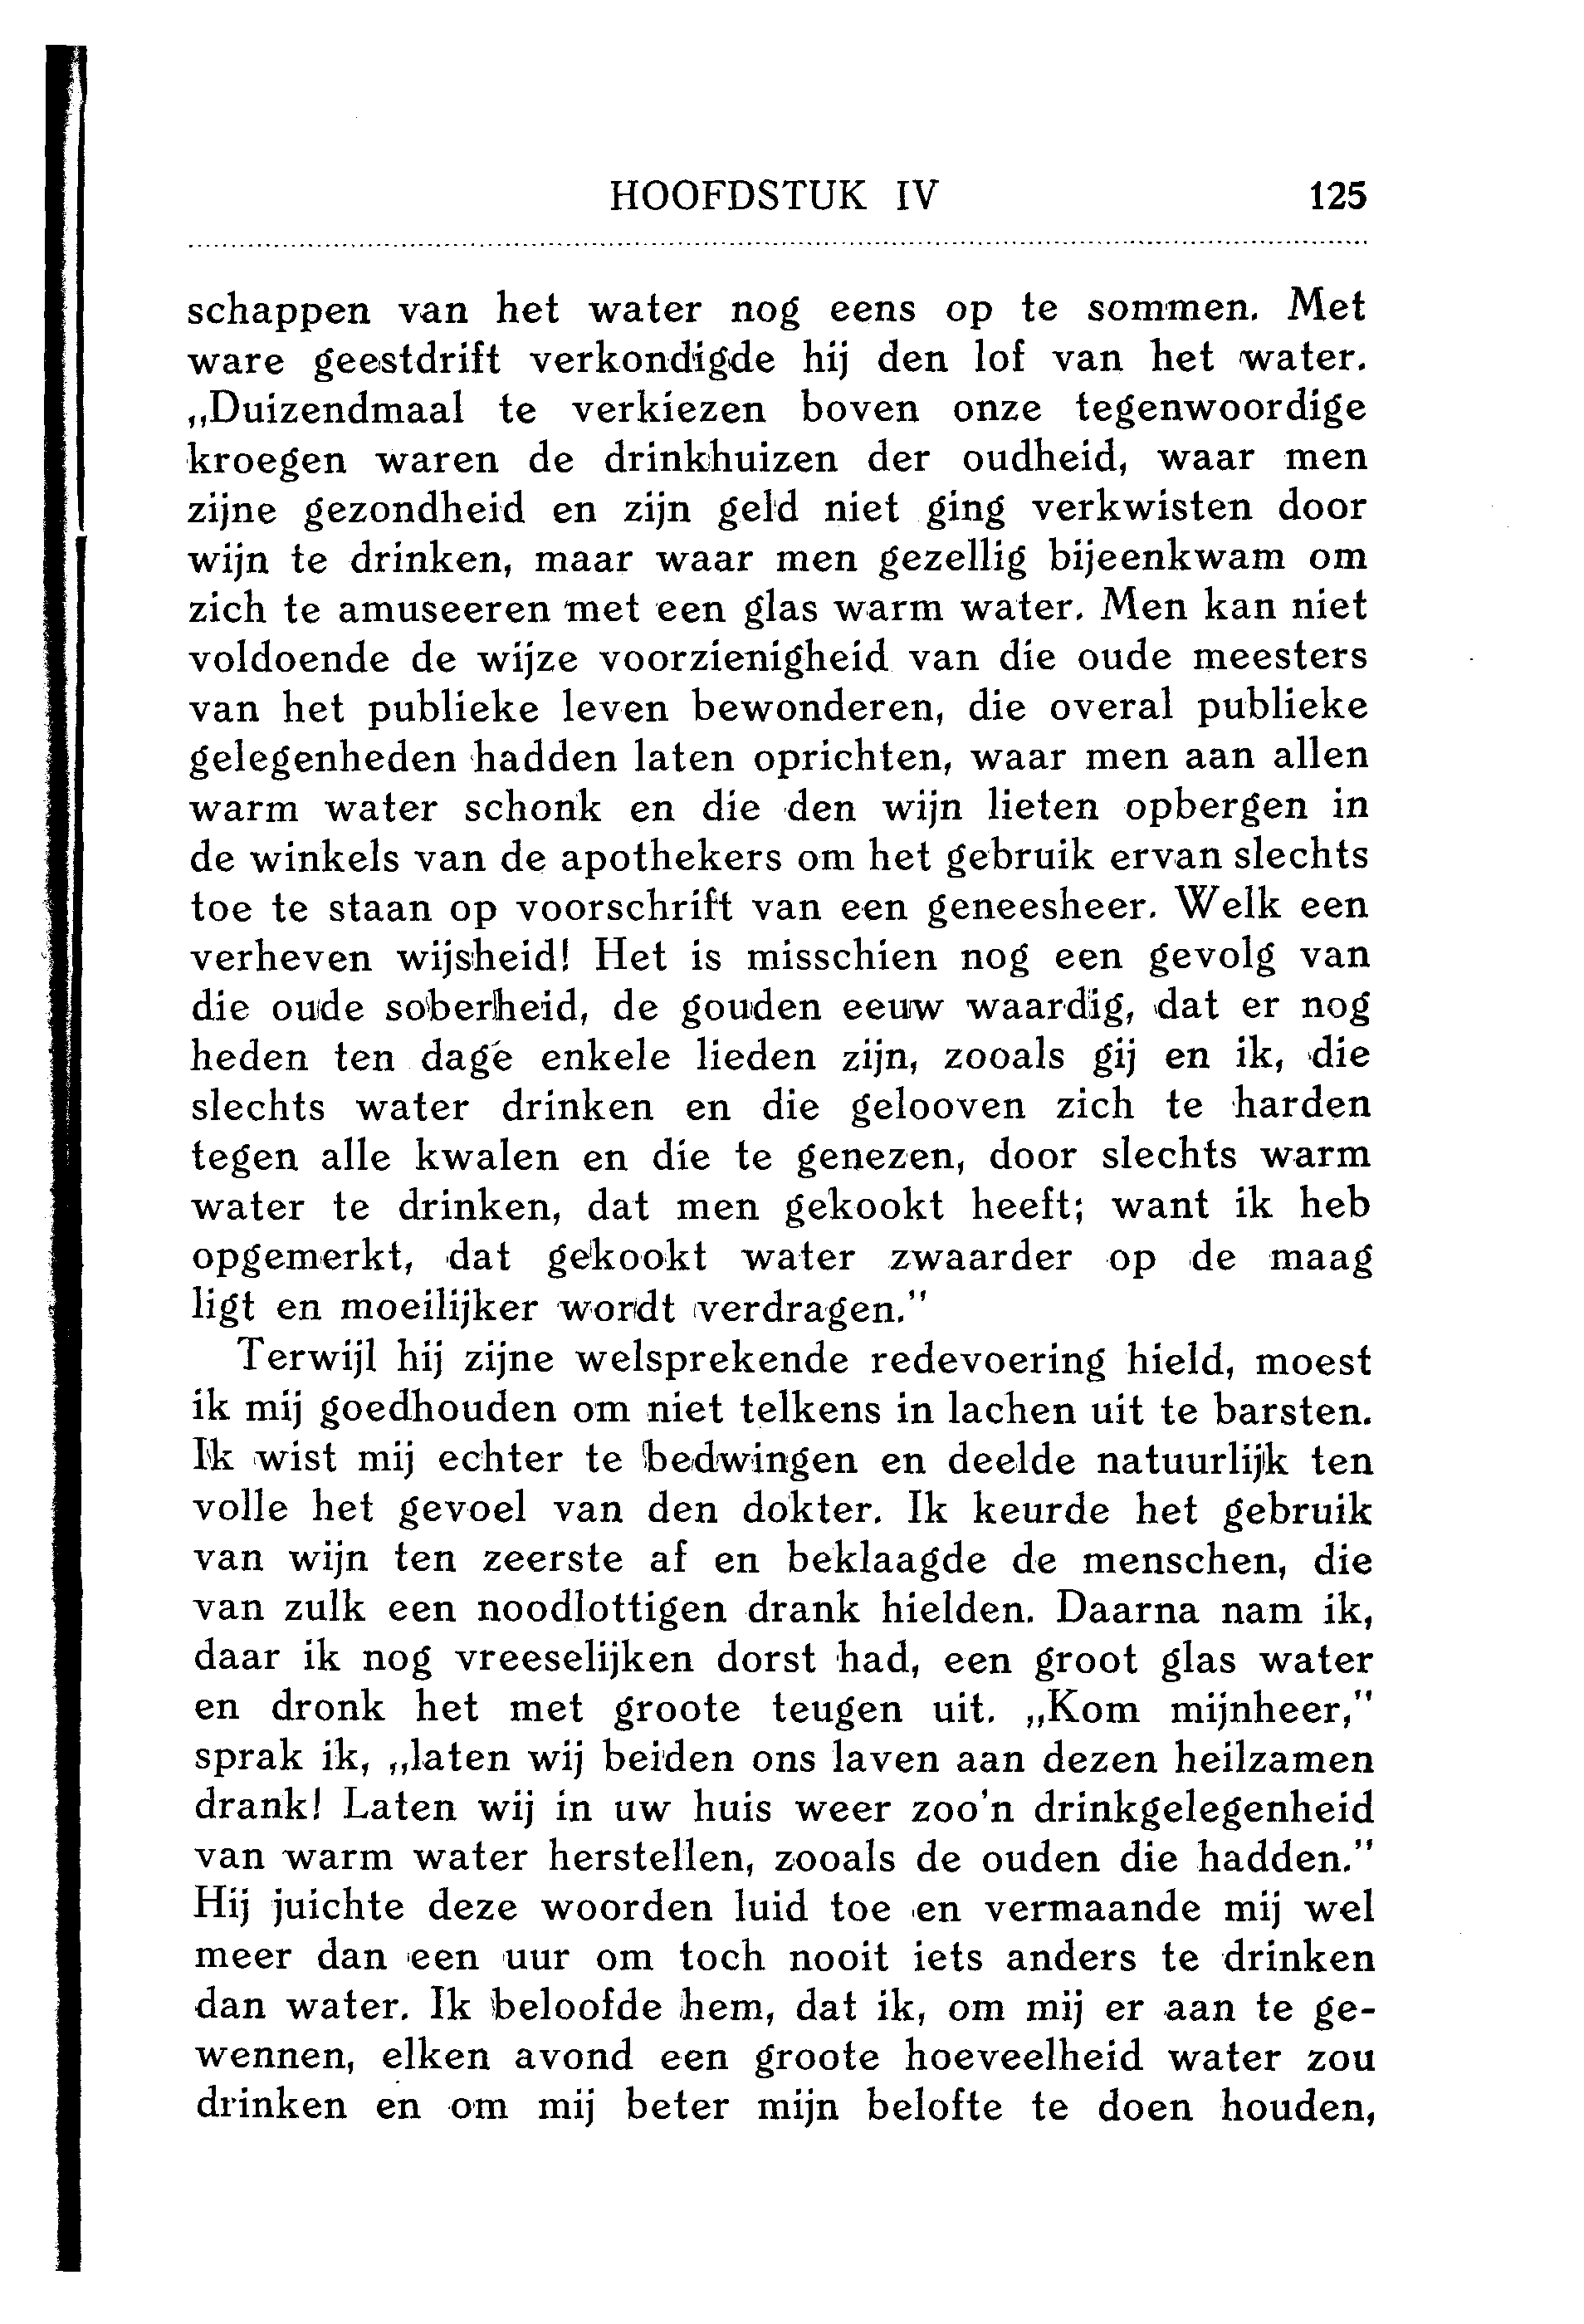 HOOFDSTUK IV 125
schappen van het water nog eens op te sommen. Met
ware geestdrift verkondigde hij den lof van het water.
„Duizendmaal te verkiezen boven onze tegenwoordige
kroegen waren de drinkhuizen der oudheid, waar men
zijne gezondheid en zijn geld niet ging verkwisten door
wijn te drinken, maar waar men gezellig bijeenkwam om
zich te amuseeren met een glas warm water. Men kan niet
voldoende de wijze voorzienigheid van die oude meesters
van het publieke leven bewonderen, die overal publieke
gelegenheden hadden laten oprichten, waar men aan allen
warm water schonk en die den wijn lieten opbergen in
de winkels van de apothekers om het gebruik ervan slechts
toe te staan op voorschrift van een geneesheer. Welk een
verheven wijsheid! Het is misschien nog een gevolg van
die oude soberheid, de gouden eeuw waardig, dat er nog
heden ten dage enkele lieden zijn, zooals gij en ik, die
slechts water drinken en die gelooven zich te harden
tegen alle kwalen en die te genezen, door slechts warm
water te drinken, dat men gekookt heeft; want ik heb
opgemerkt, dat gekookt water zwaarder op de maag
ligt en moeilijker wordt verdragen.”
Terwijl hij zijne welsprekende redevoering hield, moest
ik mij goedhouden om niet telkens in lachen uit te barsten.
Ik wist mij echter te bedwingen en deelde natuurlijk ten
volle het gevoel van den dokter. Ik keurde het gebruik
van wijn ten zeerste af en beklaagde de menschen, die
van zulk een noodlottigen drank hielden. Daarna nam ik,
daar ik nog vreeselijken dorst had, een groot glas water
en dronk het met groote teugen uit. „Kom mijnheer,”
sprak ik, „laten wij beiden ons laven aan dezen heilzamen
drank! Laten wij in uw huis weer zoo'n drinkgelegenheid
van warm water herstellen, zooals de ouden die hadden.”
Hij juichte deze woorden luid toe en vermaande mij wel
meer dan een uur om toch nooit iets anders te drinken
dan water. Ik beloofde hem, dat ik, om mij er aan te ge-
wennen, elken avond een groote hoeveelheid water zou
drinken en om mij beter mijn belofte te doen houden,